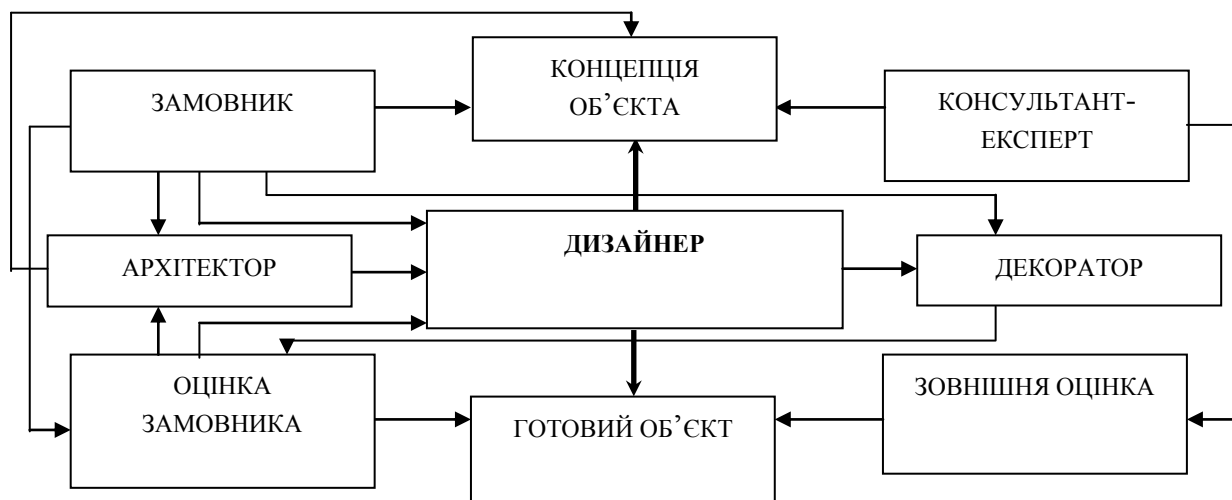 КОНЦЕПЦІЯ
ОБ’ЄКТА
ЗАМОВНИК
КОНСУЛЬТАНТ-
ЕКСПЕРТ
ДИЗАЙНЕР
АРХІТЕКТОР
ДЕКОРАТОР
ОЦІНКА
ЗАМОВНИКА
ЗОВНІШНЯ ОЦІНКА
ГОТОВИЙ ОБ’ЄКТ